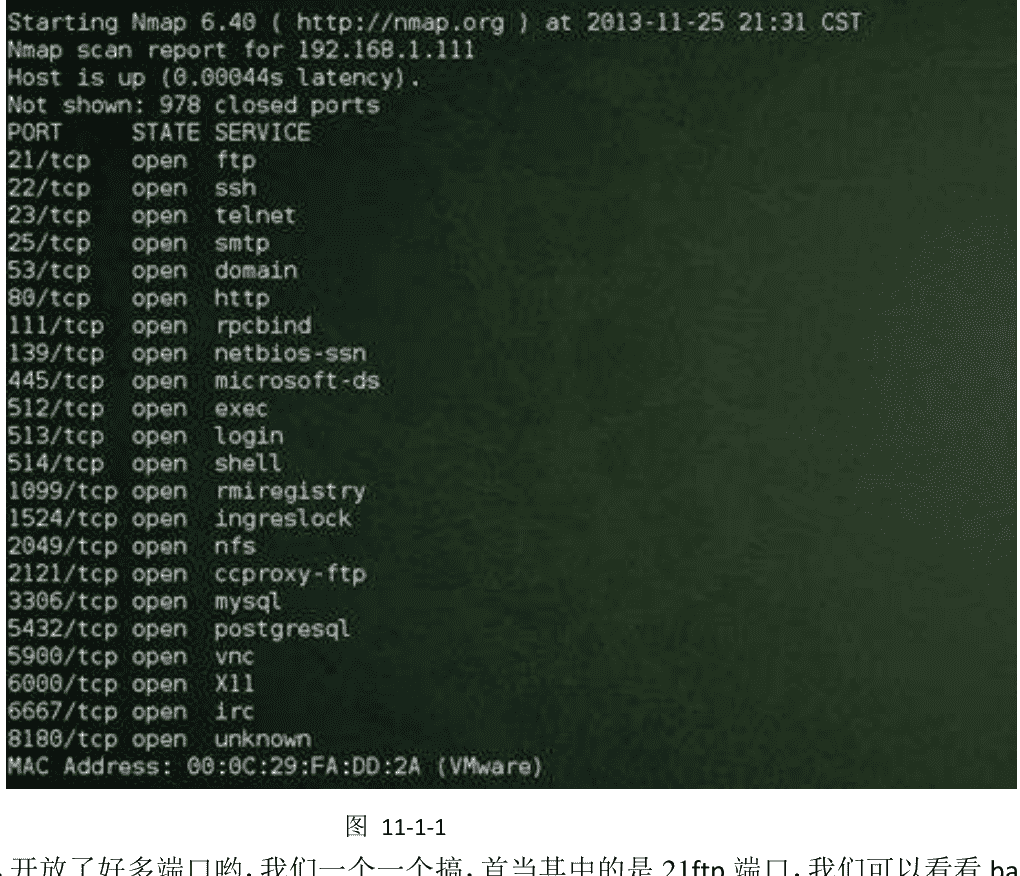 Starting Nmap 6.40 ( http://nmap.org ) at 2013-11-25 21:31 CST
Nmap scan report for 192.168.1.111
Host is up (0.00044s latency).
Not shown: 978 closed ports
PORT STATE SERVICE
21/tcp open ftp
22/tcp open ssh
23/tcp open telnet
25/tcp open smtp
53/tcp open domain
80/tcp open http
111/tcp open rpcbind
139/tcp open netbios-ssn
445/tcp open microsoft-ds
512/tcp open exec
513/tcp open login
514/tcp open shell
1099/tcp open rmiregistry
1524/tcp open ingreslock
2049/tcp open nfs
2121/tcp open ccproxy-ftp
3306/tcp open mysql
5432/tcp open postgresql
5900/tcp open vnc
6000/tcp open X11
6667/tcp open irc
8180/tcp open unknown
MAC Address: 00:0C:29:FA:DD:2A (VMware)
图 11-1-1
开放了好多端口哟，我们一个一个搞，首当其中的是 21ftp 端口，我们可以看看 ba